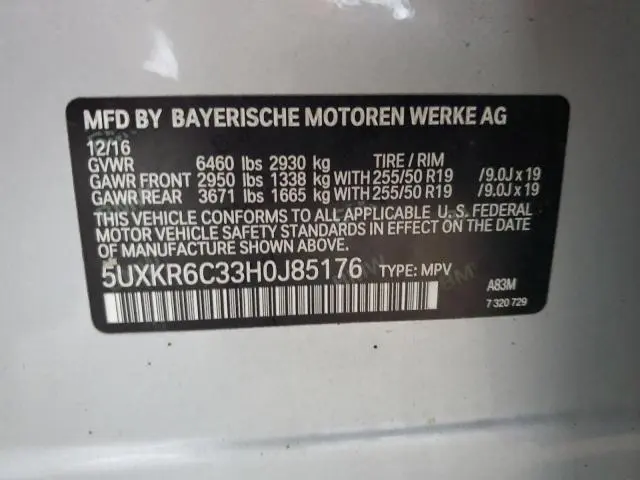 MFD BY BAYERISCHE MOTOREN WERKE AG
12/16
GVWR 6460 lbs 2930 kg TIRE / RIM
GAWR FRONT 2950 lbs 1338 kg WITH 255/50 R19 /9.0J x 19
GAWR REAR 3671 lbs 1665 kg WITH 255/50 R19 /9.0J x 19
THIS VEHICLE CONFORMS TO ALL APPLICABLE U. S. FEDERAL
MOTOR VEHICLE SAFETY STANDARDS IN EFFECT ON THE DATE
OF MANUFACTURE SHOWN ABOVE.
5UXKR6C33H0J85176 TYPE: MPV
A83M
7 320 729